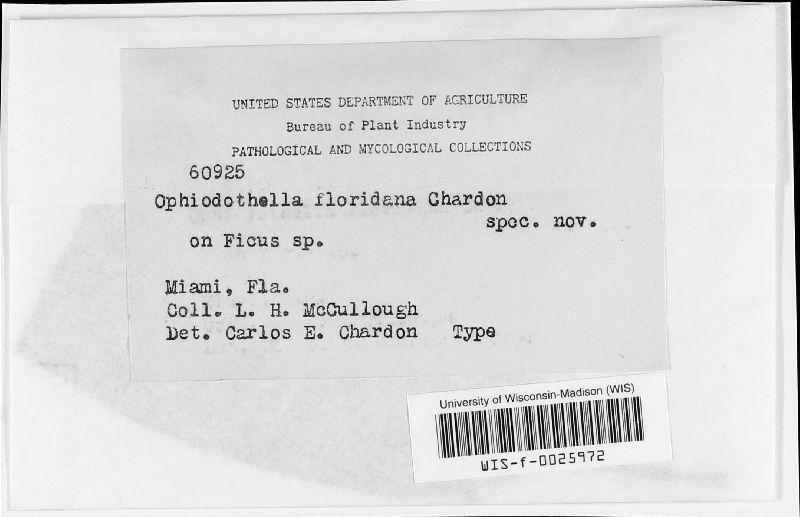 UNITED STATES DEPARTMENT OF AGRICULTURE
Bureau of Plant Industry
PATHOLOGICAL AND MYCOLOGICAL COLLECTIONS
60925
Ophiodothella floridana Chardon
spec. nov.
on Ficus sp.
Miami, Fla.
Coll. L. H. McCullough
Det. Carlos E. Chardon Type
University of Wisconsin-Madison (WIS)
WIS-f-0025972